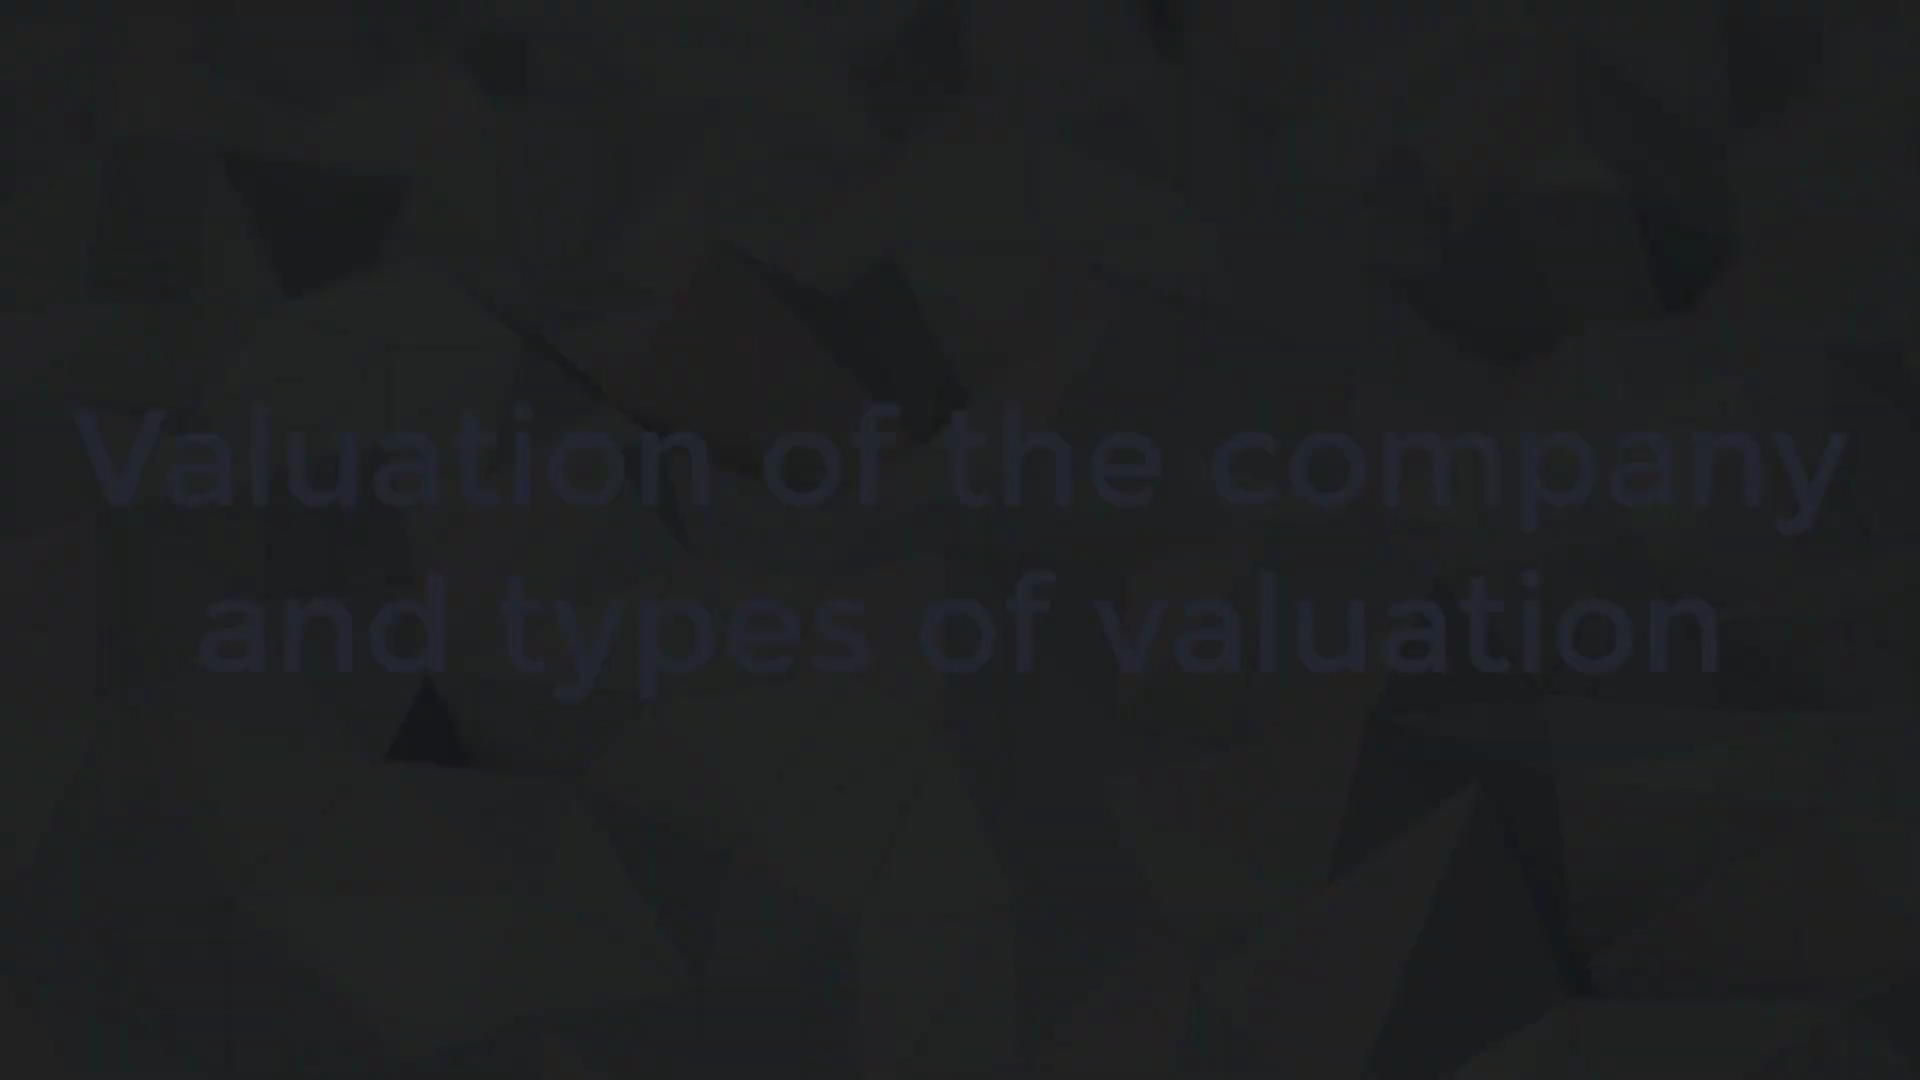 Valuation of the company
and types of valuation